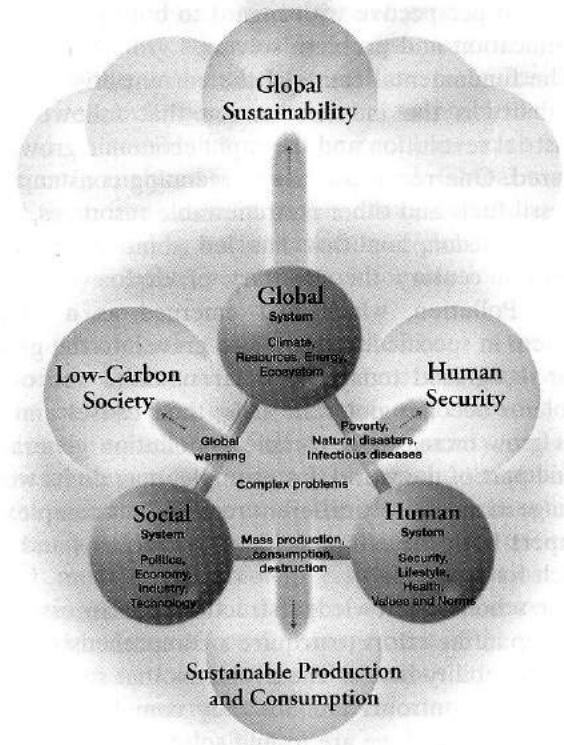 Global
Sustainability
Global
System
Climate,
Resources, Energy,
Ecosystem
Low-Carbon
Society
Human
Security
Global
warming
Poverty,
Natural disasters,
Infectious diseases
Complex problems
Social
System
Politics,
Economy,
Industry,
Technology
Mass production,
consumption,
destruction
Human
System
Security,
Lifestyle,
Health,
Values and Norms
Sustainable Production
and Consumption